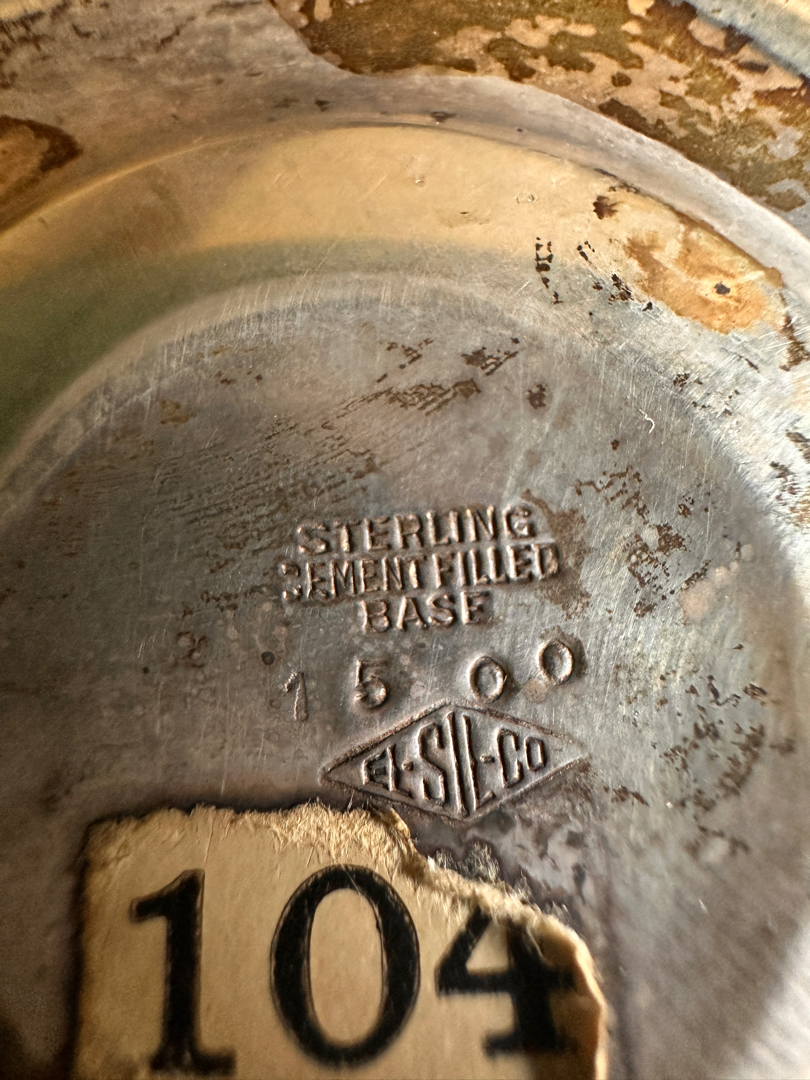 STERLING
CEMENT FILLED
BASE
1500
EL-SIL-CO
104